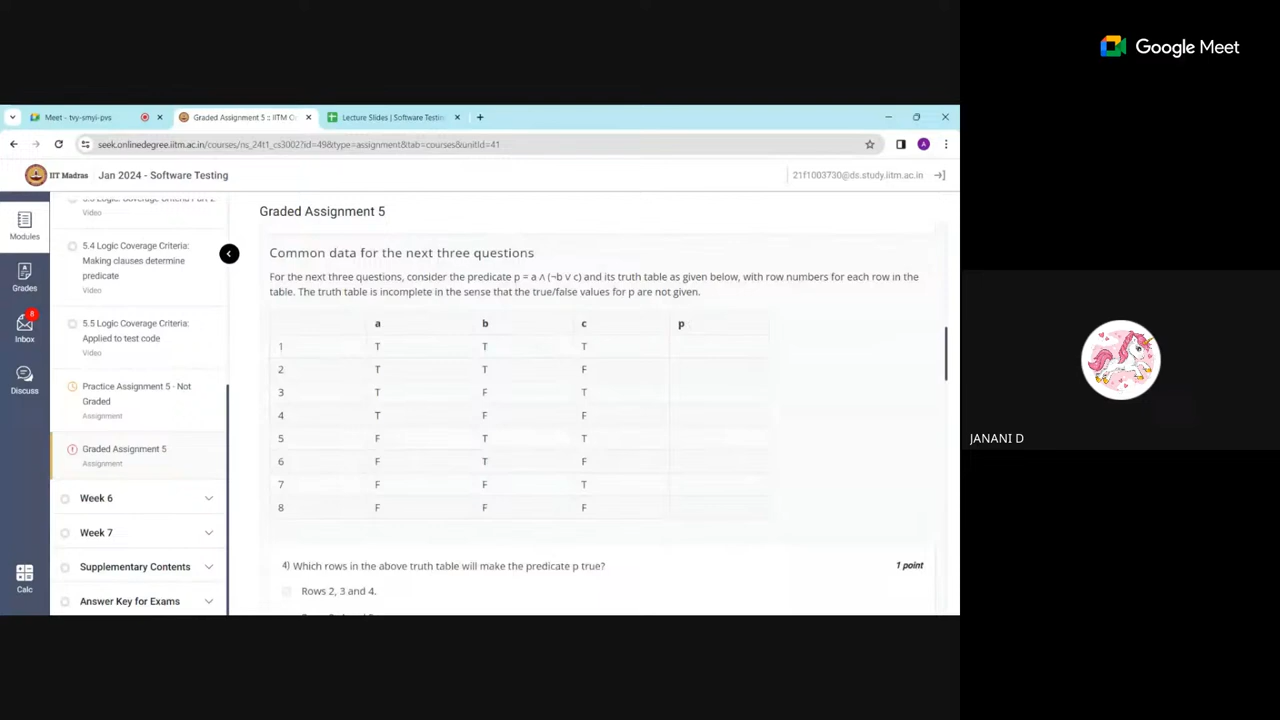 Google Meet
Meet - tvy-smyi-pvs
Graded Assignment 5 :: IITM O
Lecture Slides | Software Testin
seek.onlinedegree.iitm.ac.in/courses/ns_24t1_cs3002?id=49&type=assignment&tab=courses&unitId=41
A
IIT Madras
Jan 2024 - Software Testing
21f1003730@ds.study.iitm.ac.in
Modules
Grades
8
Inbox
Discuss
Calc
Video
5.4 Logic Coverage Criteria:
Making clauses determine
predicate
Video
5.5 Logic Coverage Criteria:
Applied to test code
Video
Practice Assignment 5 - Not
Graded
Assignment
Graded Assignment 5
Assignment
Week 6
Week 7
Supplementary Contents
Answer Key for Exams
Graded Assignment 5
Common data for the next three questions
For the next three questions, consider the predicate p = a ∧ (¬b ∨ c) and its truth table as given below, with row numbers for each row in the
table. The truth table is incomplete in the sense that the true/false values for p are not given.
a b c p
1 T T T
2 T T F
3 T F T
4 T F F
5 F T T
6 F T F
7 F F T
8 F F F
4) Which rows in the above truth table will make the predicate p true?
1 point
Rows 2, 3 and 4.
JANANI D